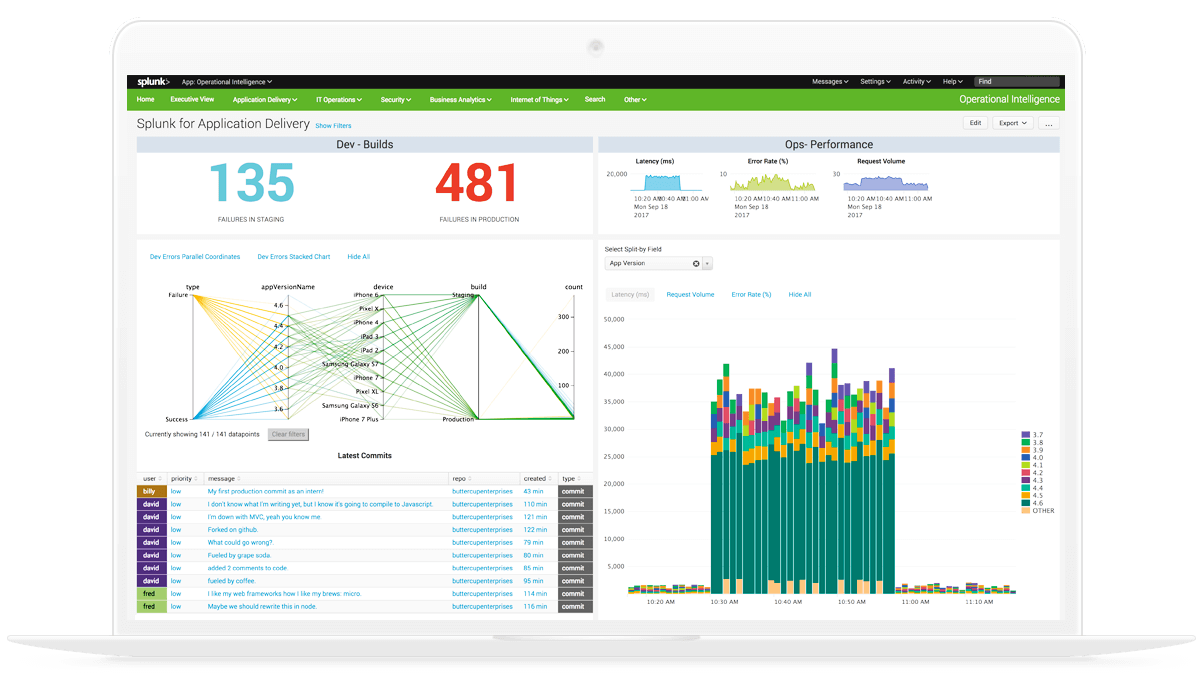 splunk> App: Operational Intelligence Messages Settings Activity Help Find
Home Executive View Application Delivery IT Operations Security Business Analytics Internet of Things Search Other Operational Intelligence
Splunk for Application Delivery Show Filters Edit Export ...
Dev - Builds
135 481
FAILURES IN STAGING FAILURES IN PRODUCTION
Ops- Performance
Latency (ms) Error Rate (%) Request Volume
20,000 10 30
10:20 AM 10:40 AM 11:00 AM 10:20 AM 10:40 AM 11:00 AM 10:20 AM 10:40 AM 11:00 AM
Mon Sep 18 Mon Sep 18 Mon Sep 18
2017 2017 2017
Dev Errors Parallel Coordinates Dev Errors Stacked Chart Hide All
type appVersionName device build count
Failure iPhone 6 Staging
4.6 Pixel X 300
4.4 iPhone 4
iPad 3
4.2 iPad 2 200
4.0 Samsung Galaxy S7
iPhone 7 100
3.8 Pixel XL
3.6 Samsung Galaxy S6
Success iPhone 7 Plus Production
Currently showing 141 / 141 datapoints Clear filters
Latest Commits
user priority message repo created type
billy low My first production commit as an intern! buttercupenterprises 43 min commit
david low I don't know what I'm writing yet, but I know it's going to compile to Javascript. buttercupenterprises 110 min commit
david low I'm down with MVC, yeah you know me buttercupenterprises 121 min commit
david low Forked on github. buttercupenterprises 122 min commit
david low What could go wrong?. buttercupenterprises 79 min commit
david low Fueled by grape soda. buttercupenterprises 80 min commit
david low added 2 comments to code. buttercupenterprises 85 min commit
david low fueled by coffee. buttercupenterprises 95 min commit
fred low I like my web frameworks how I like my brews: micro. buttercupenterprises 114 min commit
fred low Maybe we should rewrite this in node. buttercupenterprises 116 min commit
Select Split-by Field
App Version
Latency (ms) Request Volume Error Rate (%) Hide All
50,000
45,000
40,000
35,000
30,000
25,000
20,000
15,000
10,000
5,000
10:20 AM 10:30 AM 10:40 AM 10:50 AM 11:00 AM 11:10 AM
3.7
3.8
3.9
4.0
4.1
4.2
4.3
4.4
4.5
4.6
OTHER